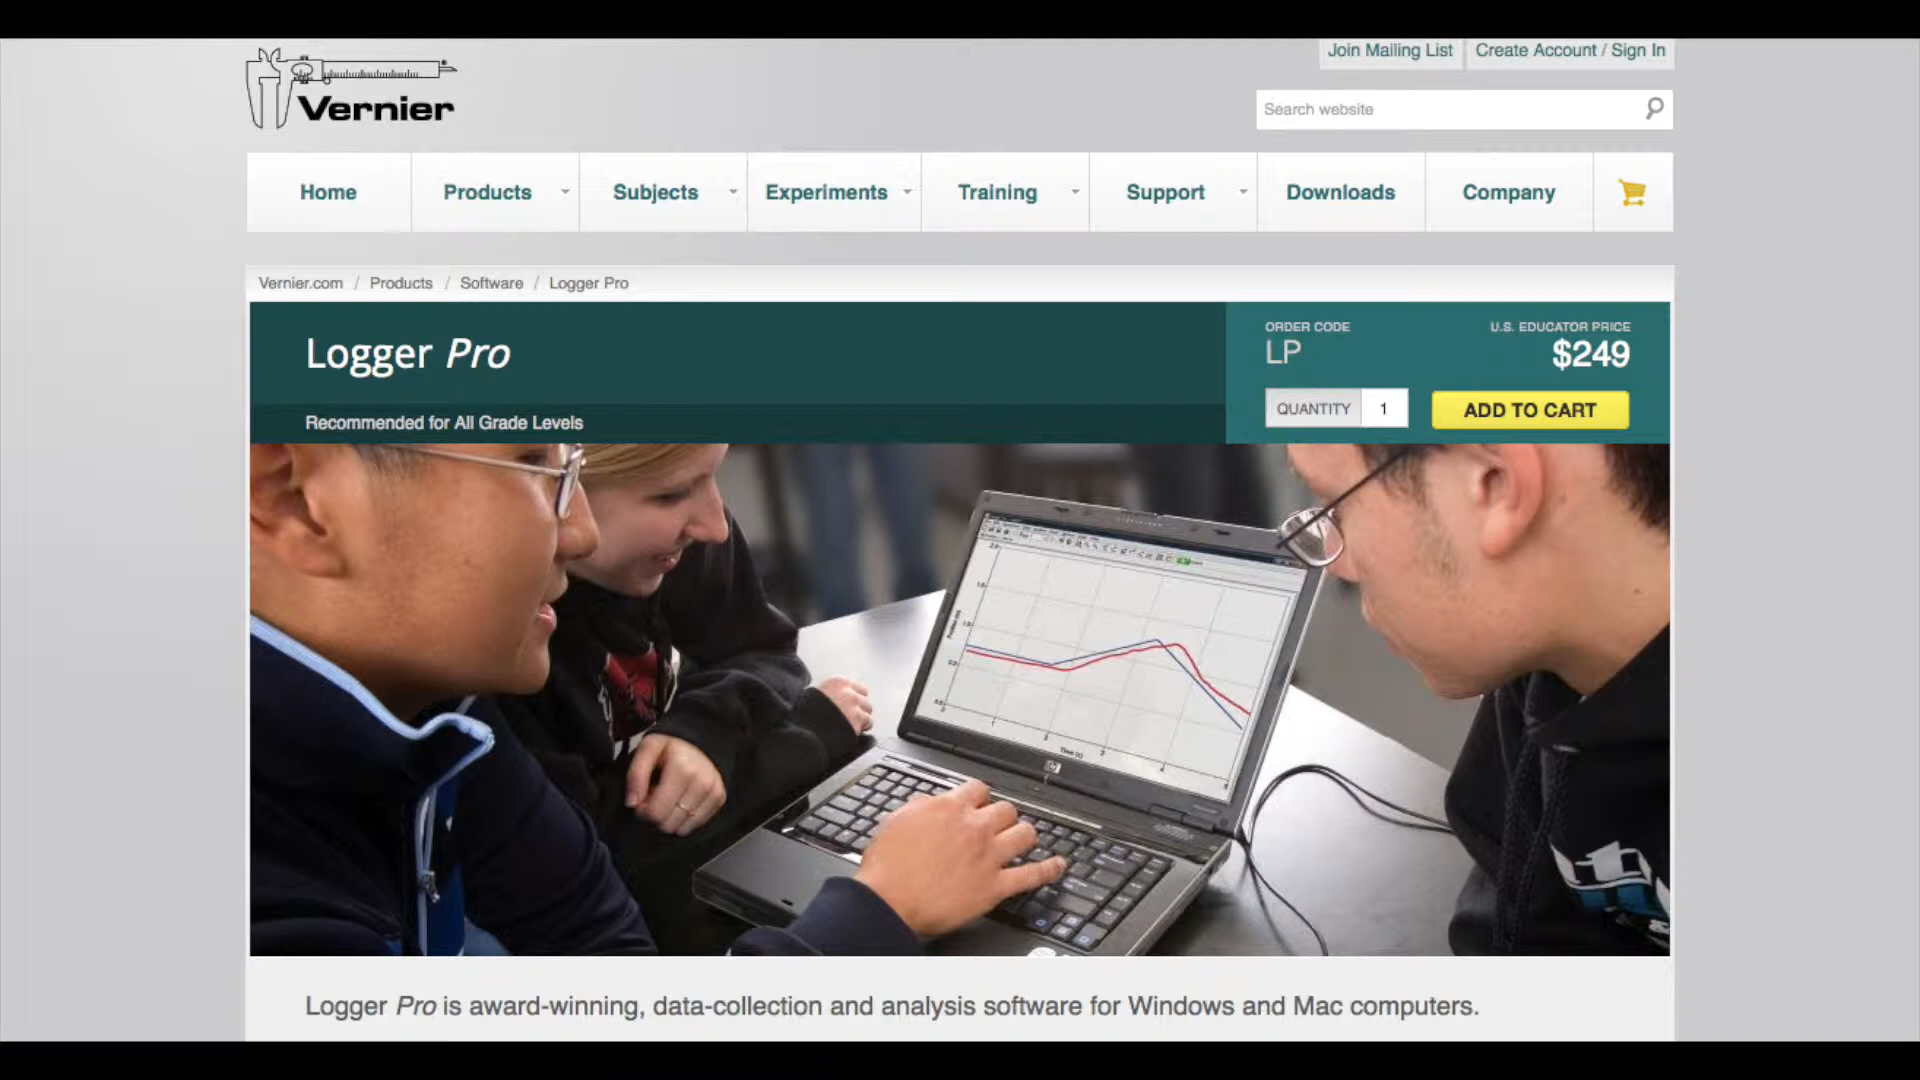 Join Mailing List
Create Account / Sign In
Vernier
Search website
Home
Products
Subjects
Experiments
Training
Support
Downloads
Company
Vernier.com / Products / Software / Logger Pro
Logger Pro
ORDER CODE
LP
U.S. EDUCATOR PRICE
$249
QUANTITY 1
ADD TO CART
Recommended for All Grade Levels
Time (s)
hp
Logger Pro is award-winning, data-collection and analysis software for Windows and Mac computers.